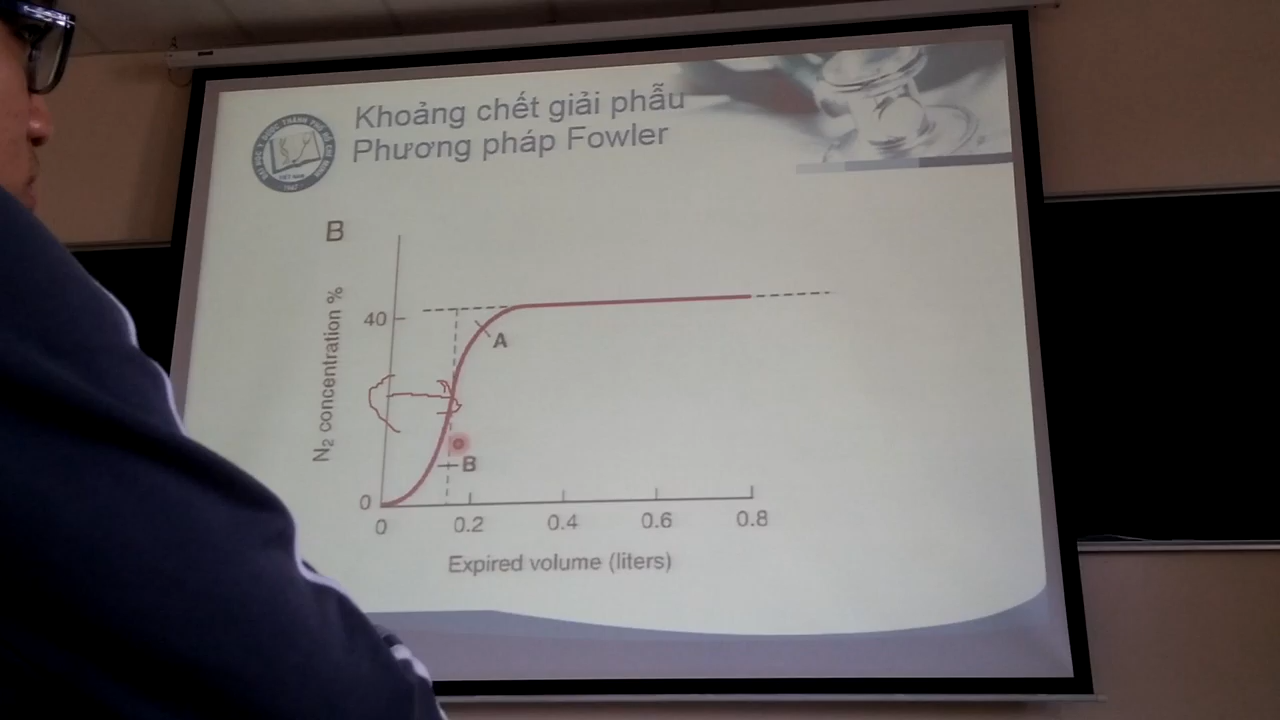 Khoảng chết giải phẫu
Phương pháp Fowler
B
N₂ concentration %
40
A
B
0
0 0.2 0.4 0.6 0.8
Expired volume (liters)